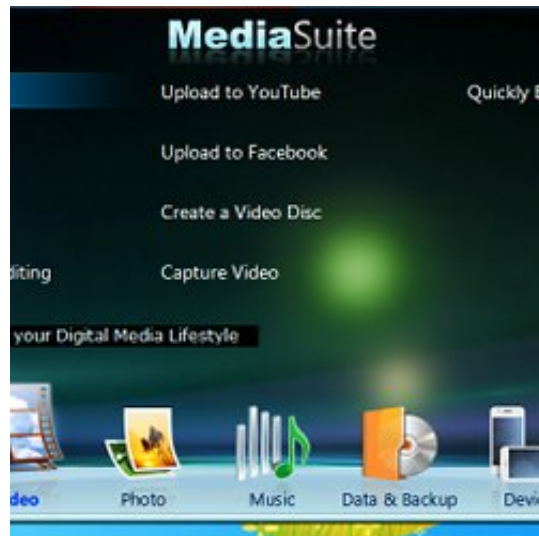 MediaSuite
Upload to YouTube
Quickly
Upload to Facebook
Create a Video Disc
Capture Video
your Digital Media Lifestyle
Photo
Music
Data & Backup